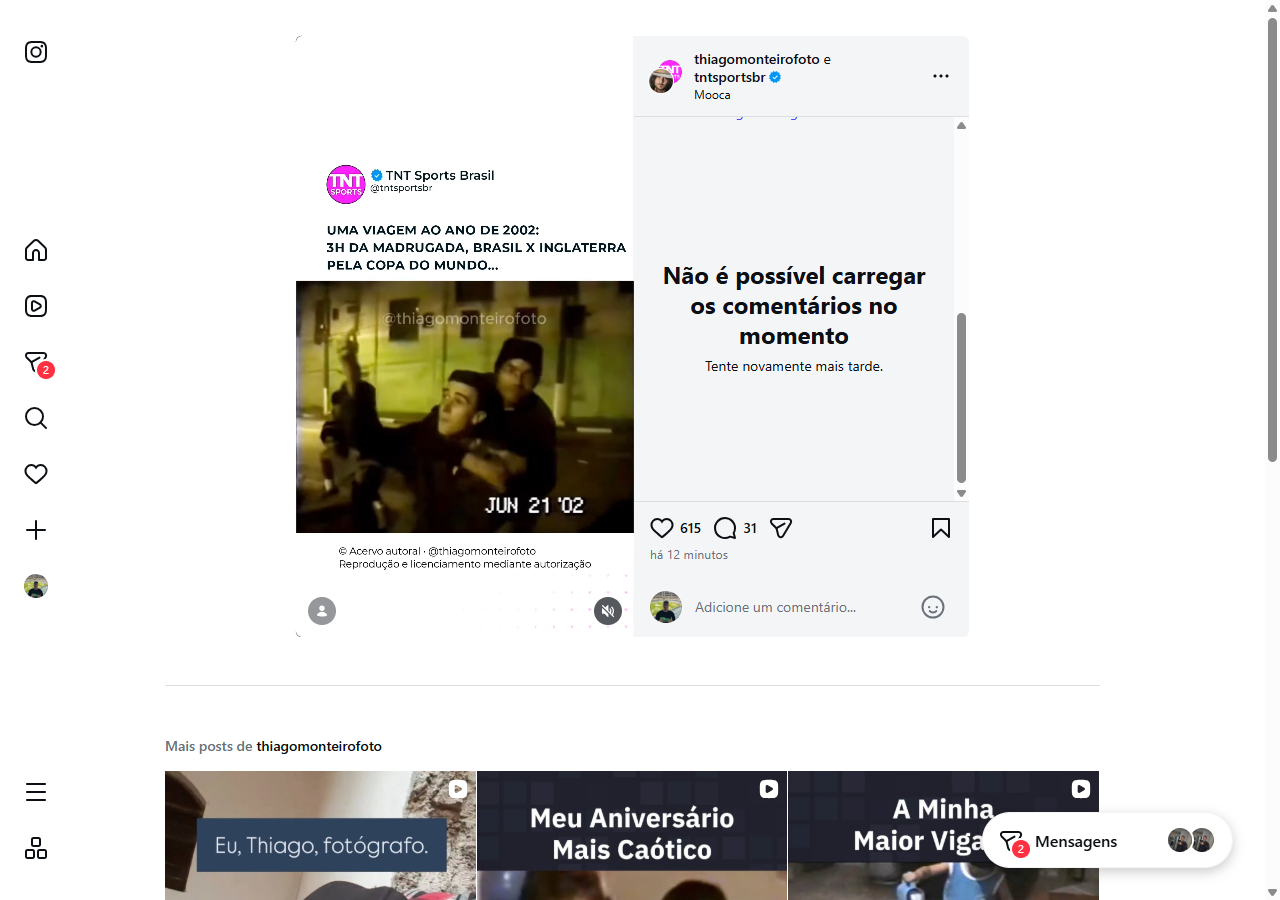 thiagomonteirofoto e
tntsportsbr
Mooca
TNT
SPORTS
TNT Sports Brasil
@tntsportsbr
UMA VIAGEM AO ANO DE 2002:
3H DA MADRUGADA, BRASIL X INGLATERRA
PELA COPA DO MUNDO...
@thiagomonteirofoto
JUN 21 '02
© Acervo autoral · @thiagomonteirofoto
Reprodução e licenciamento mediante autorização
Não é possível carregar
os comentários no
momento
Tente novamente mais tarde.
615
31
há 12 minutos
Adicione um comentário...
2
Mais posts de thiagomonteirofoto
Eu, Thiago, fotógrafo.
Meu Aniversário
Mais Caótico
A Minha
Maior
2
Mensagens